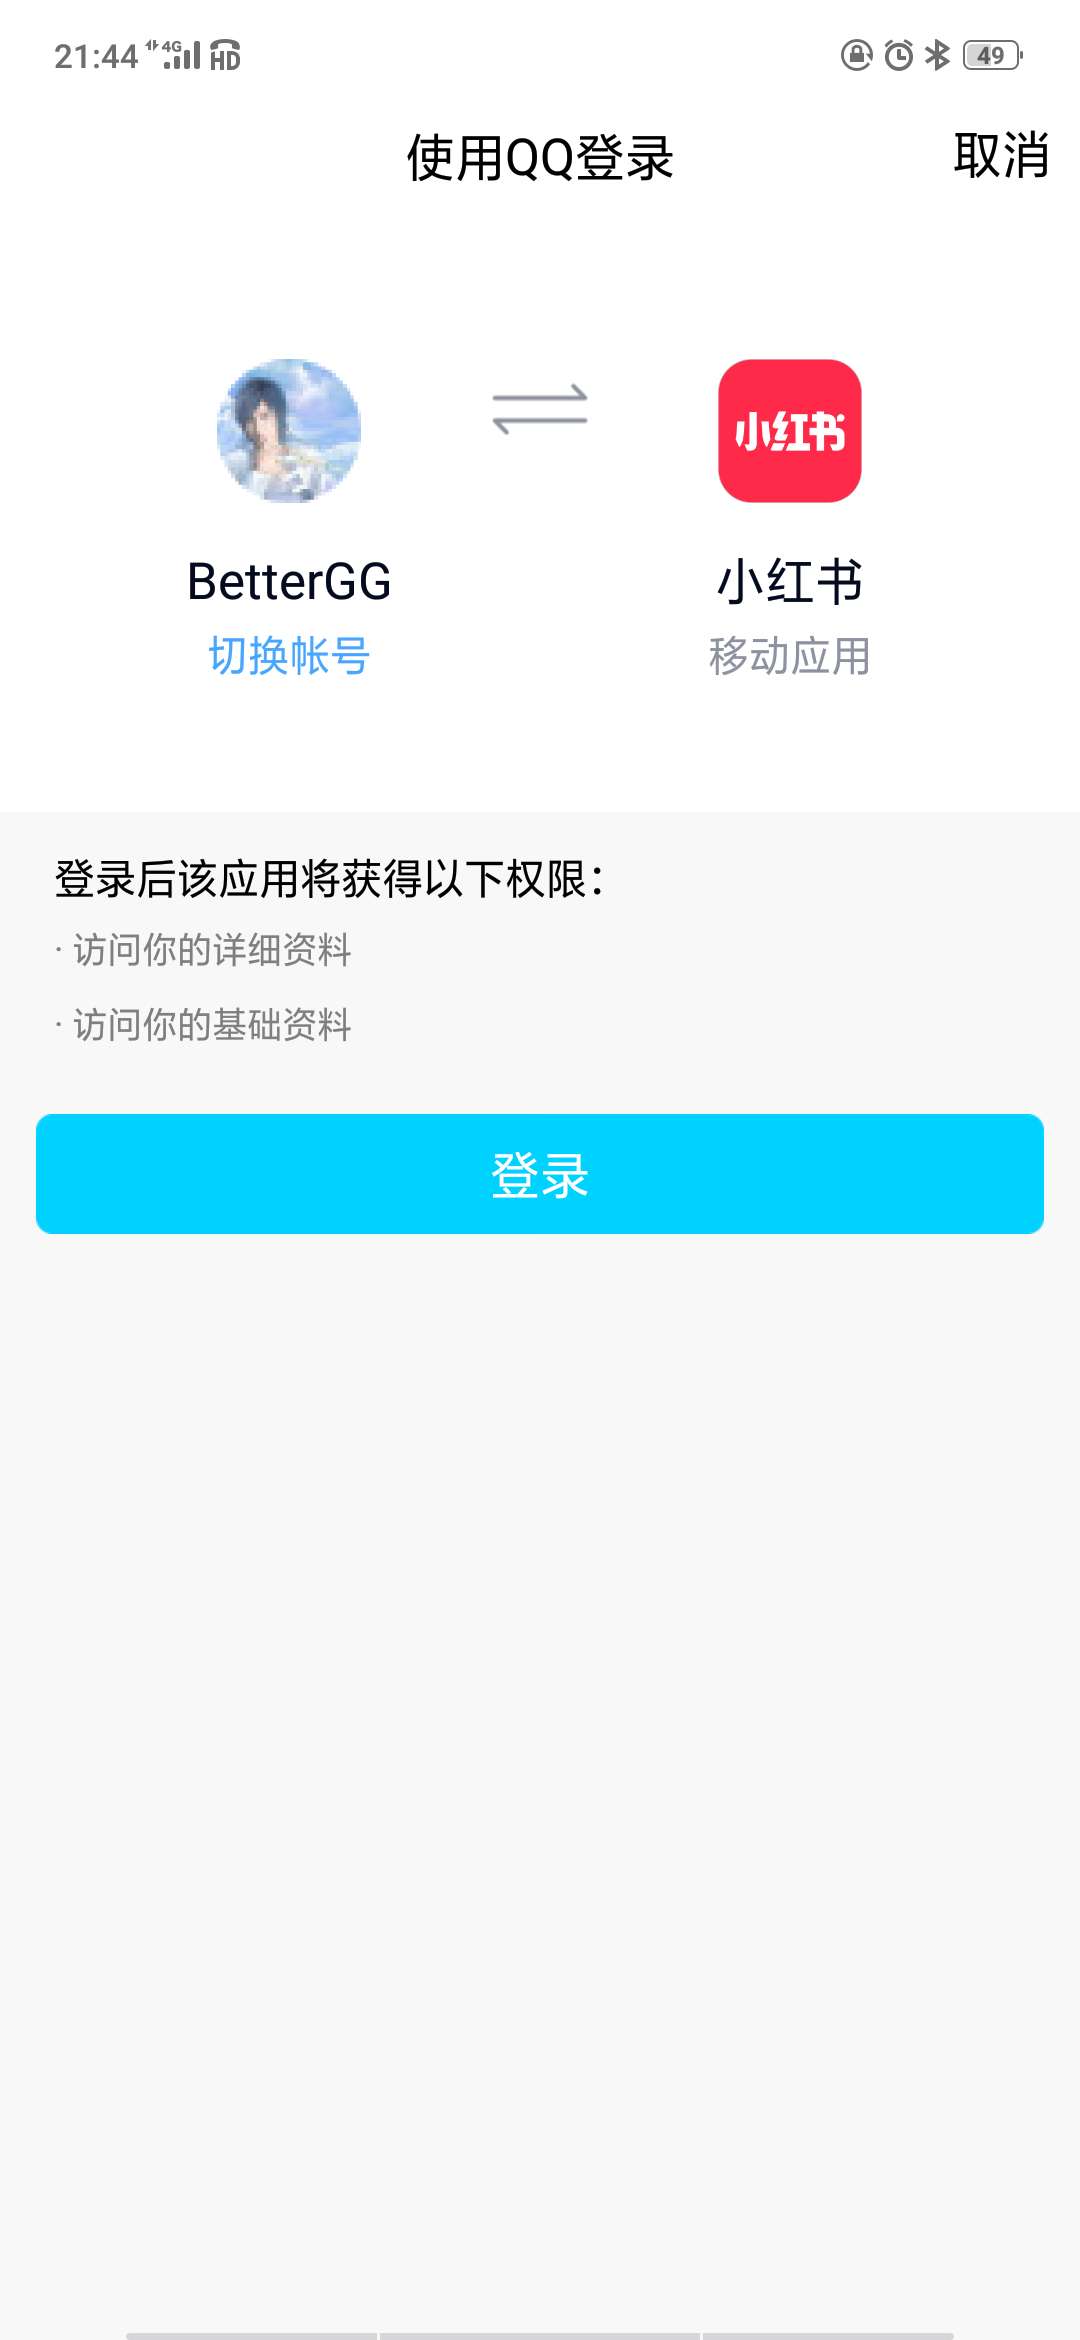 21:44 4G HD 49
使用QQ登录 取消
小红书
BetterGG 小红书
切换帐号 移动应用
登录后该应用将获得以下权限：
· 访问你的详细资料
· 访问你的基础资料
登录